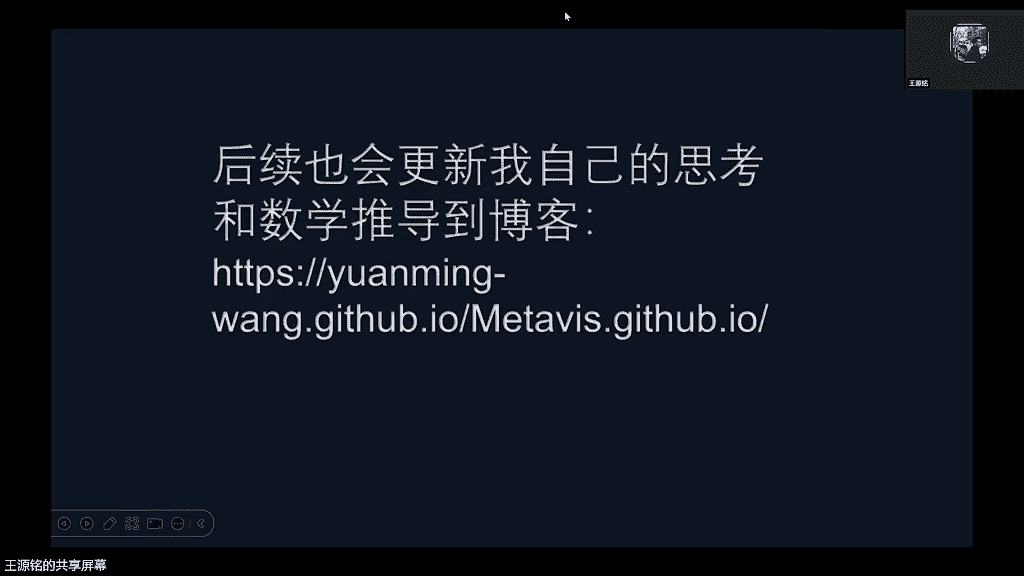 王源铭
后续也会更新我自己的思考
和数学推导到博客：
https://yuanming-
wang.github.io/Metavis.github.io/
王源铭的共享屏幕